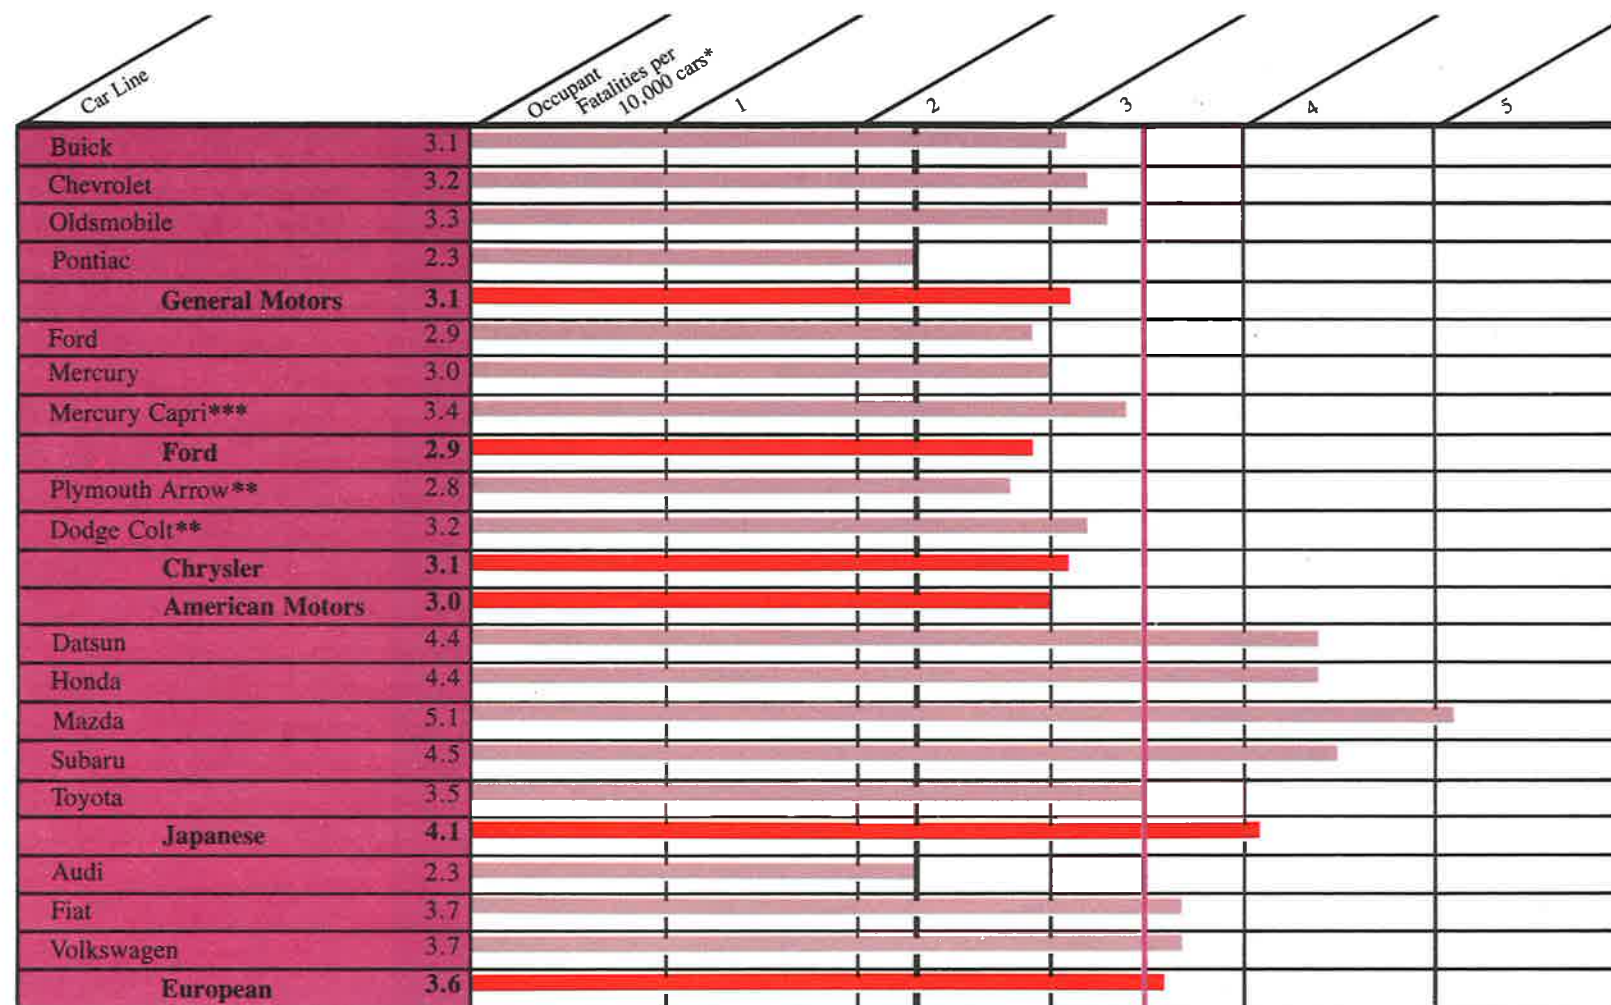 Car Line
Occupant
Fatalities per
10,000 cars*
1
2
3
4
5
Buick 3.1
Chevrolet 3.2
Oldsmobile 3.3
Pontiac 2.3
General Motors 3.1
Ford 2.9
Mercury 3.0
Mercury Capri*** 3.4
Ford 2.9
Plymouth Arrow** 2.8
Dodge Colt** 3.2
Chrysler 3.1
American Motors 3.0
Datsun 4.4
Honda 4.4
Mazda 5.1
Subaru 4.5
Toyota 3.5
Japanese 4.1
Audi 2.3
Fiat 3.7
Volkswagen 3.7
European 3.6